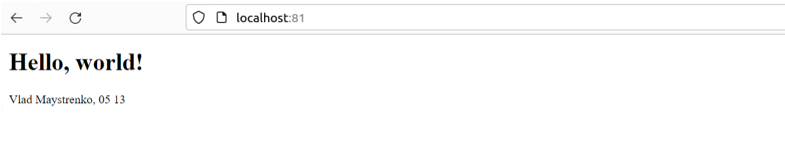 localhost:81
Hello, world!
Vlad Maystrenko, 05 13